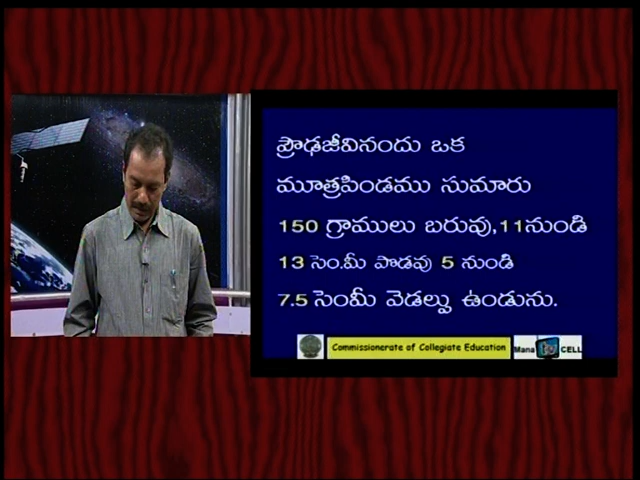 ప్రౌఢజీవినందు ఒక
మూత్రపిండము సుమారు
150 గ్రాములు బరువు,11నుండి
13 సెం.మీ పొడవు 5 నుండి
7.5 సెంమీ వెడల్పు ఉండును.
Commissionerate of Collegiate Education
Mana tv CELL